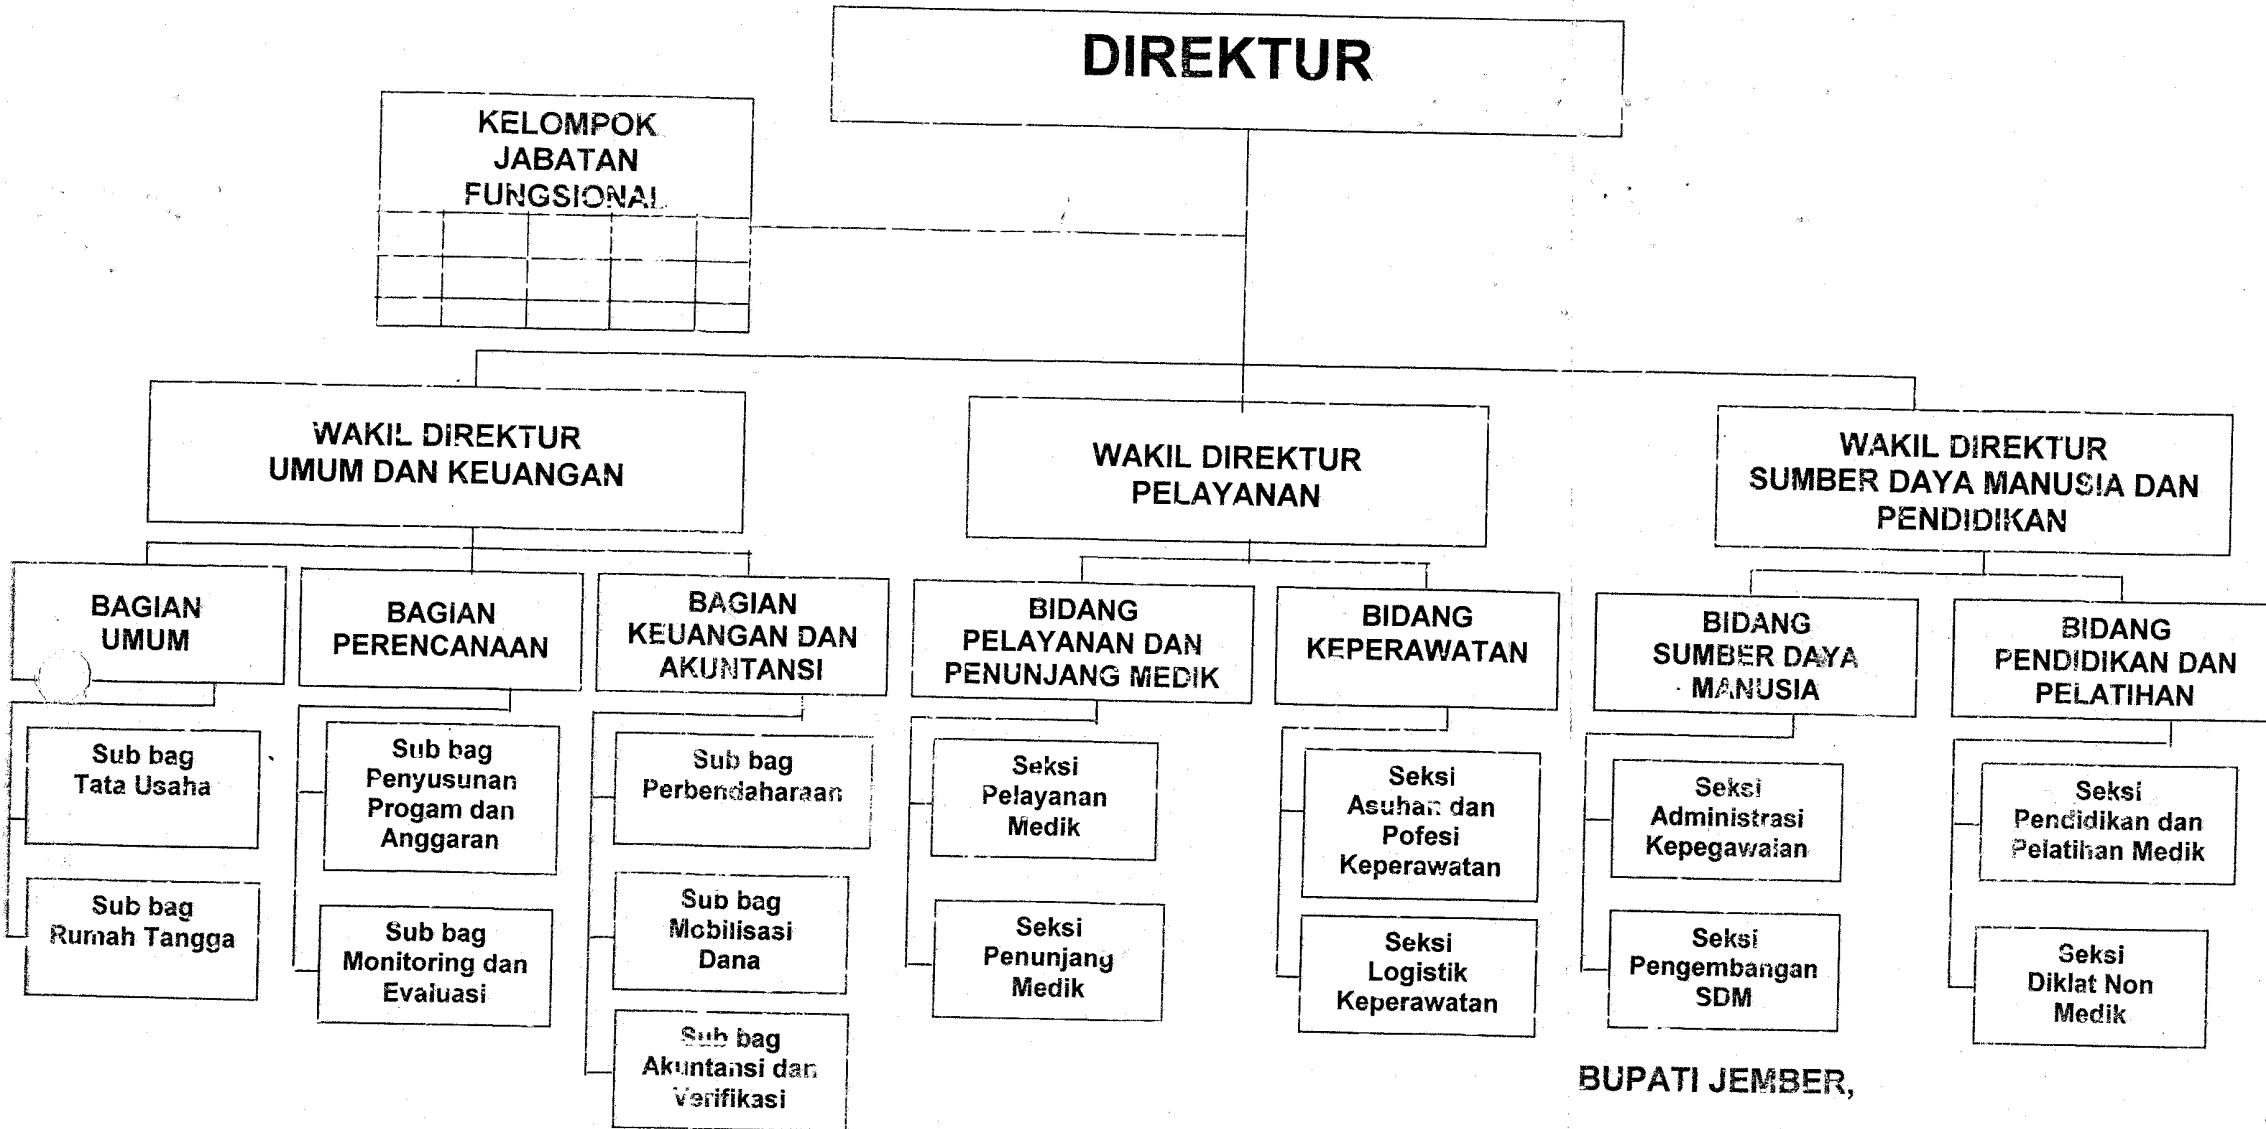 DIREKTUR
KELOMPOK
JABATAN
FUNGSIONAL
WAKIL DIREKTUR
UMUM DAN KEUANGAN
WAKIL DIREKTUR
PELAYANAN
WAKIL DIREKTUR
SUMBER DAYA MANUSIA DAN
PENDIDIKAN
BAGIAN
UMUM
BAGIAN
PERENCANAAN
BAGIAN
KEUANGAN DAN
AKUNTANSI
BIDANG
PELAYANAN DAN
PENUNJANG MEDIK
BIDANG
KEPERAWATAN
BIDANG
SUMBER DAYA
MANUSIA
BIDANG
PENDIDIKAN DAN
PELATIHAN
Sub bag
Tata Usaha
Sub bag
Rumah Tangga
Sub bag
Penyusunan
Progam dan
Anggaran
Sub bag
Monitoring dan
Evaluasi
Sub bag
Perbendaharaan
Sub bag
Mobilisasi
Dana
Sub bag
Akuntansi dan
Verifikasi
Seksi
Pelayanan
Medik
Seksi
Penunjang
Medik
Seksi
Asuhan dan
Pofesi
Keperawatan
Seksi
Logistik
Keperawatan
Seksi
Administrasi
Kepegawaian
Seksi
Pengembangan
SDM
Seksi
Pendidikan dan
Pelatihan Medik
Seksi
Diklat Non
Medik
BUPATI JEMBER,